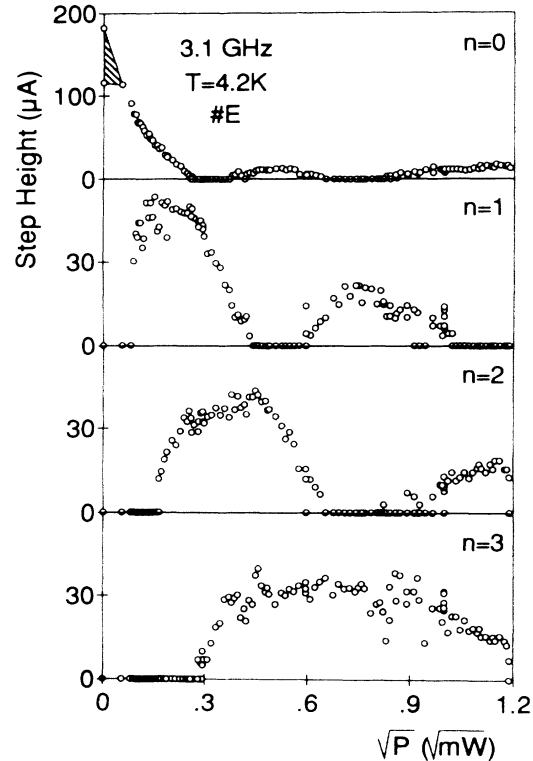 200
3.1 GHz
n=0
T=4.2K
100
#E
0
Step Height (µA)
n=1
30
0
n=2
30
0
n=3
30
0
0 .3 .6 .9 1.2
√P (√mW)